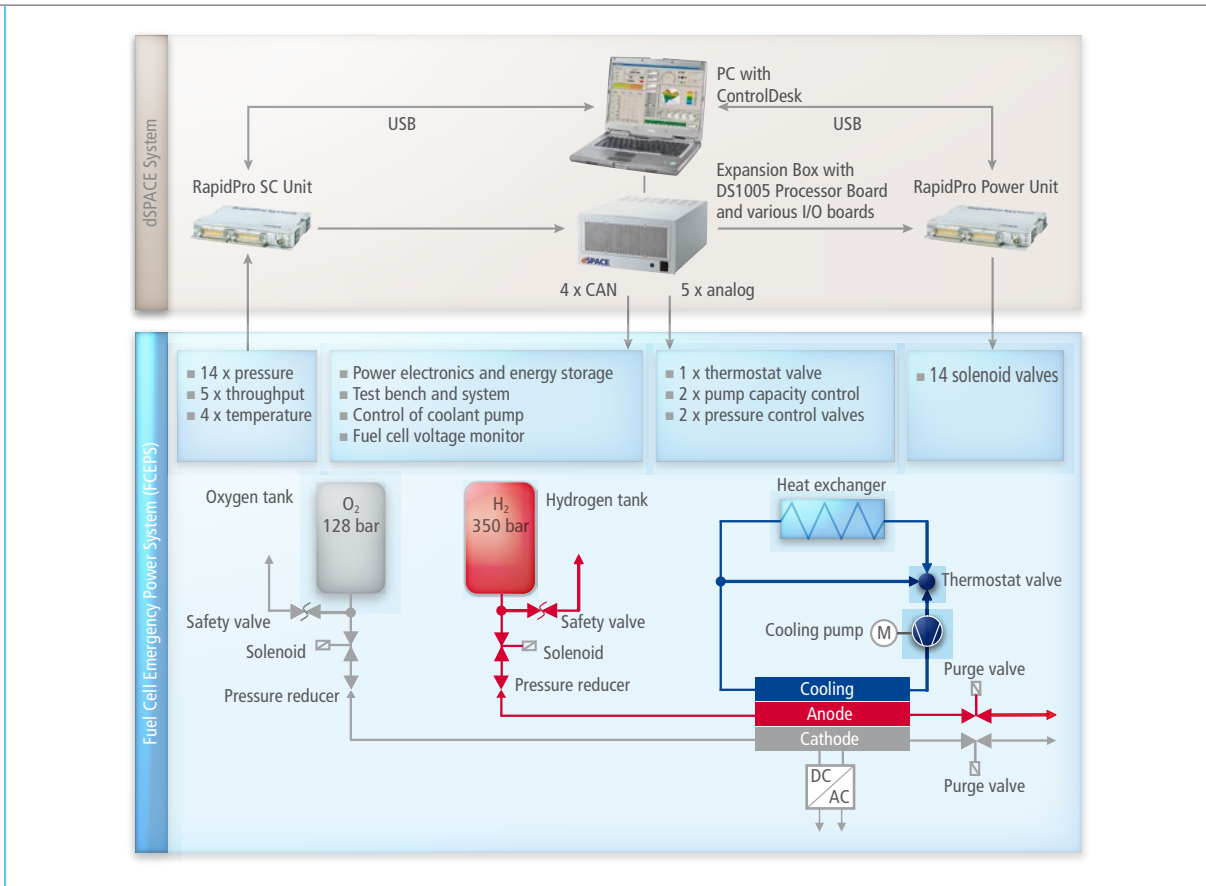 dSPACE System
PC with
ControlDesk
USB
USB
RapidPro SC Unit
Expansion Box with
DS1005 Processor Board
and various I/O boards
RapidPro Power Unit
dSPACE
4 x CAN
5 x analog
Fuel Cell Emergency Power System (FCEPS)
14 x pressure
5 x throughput
4 x temperature
Power electronics and energy storage
Test bench and system
Control of coolant pump
Fuel cell voltage monitor
1 x thermostat valve
2 x pump capacity control
2 x pressure control valves
14 solenoid valves
Oxygen tank
O₂
128 bar
H₂
350 bar
Hydrogen tank
Heat exchanger
Thermostat valve
Safety valve
Safety valve
Cooling pump
M
Solenoid
Solenoid
Pressure reducer
Pressure reducer
Purge valve
Cooling
Anode
Cathode
DC
AC
Purge valve